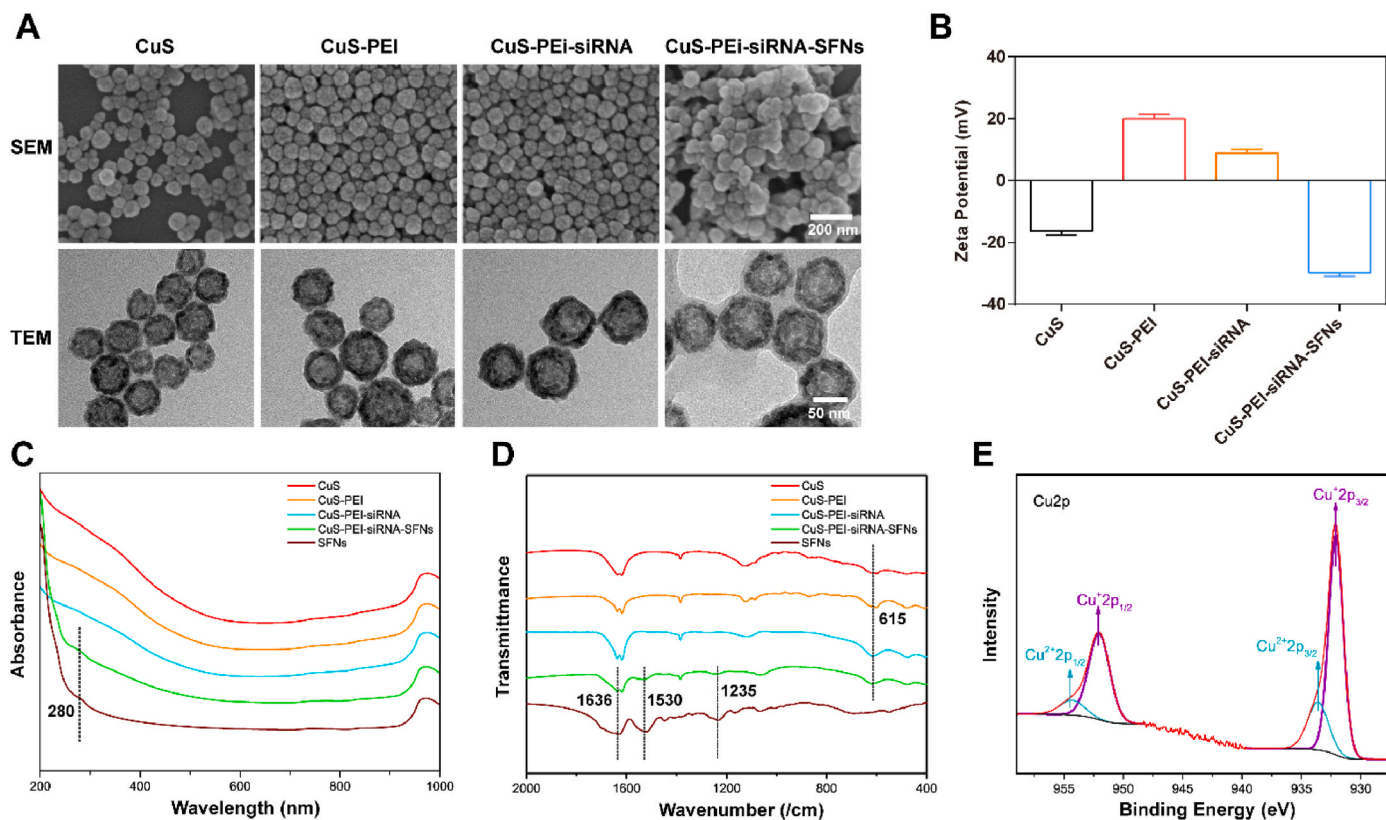 A
CuS
CuS-PEI
CuS-PEi-siRNA
CuS-PEi-siRNA-SFNs
SEM
200 nm
TEM
50 nm
B
Zeta Potential (mV)
40
20
0
-20
-40
CuS
CuS-PEI
CuS-PEI-siRNA
CuS-PEI-siRNA-SFNs
C
Absorbance
CuS
CuS-PEI
CuS-PEI-siRNA
CuS-PEI-siRNA-SFNs
SFNs
280
200 400 600 800 1000
Wavelength (nm)
D
Transmittmance
CuS
CuS-PEI
CuS-PEI-siRNA
CuS-PEI-siRNA-SFNs
SFNs
615
1636 1530 1235
2000 1600 1200 800 400
Wavenumber (/cm)
E
Intensity
Cu2p
Cu⁺2p₃/₂
Cu⁺2p₁/₂
Cu²⁺2p₁/₂
Cu²⁺2p₃/₂
955 950 945 940 935 930
Binding Energy (eV)